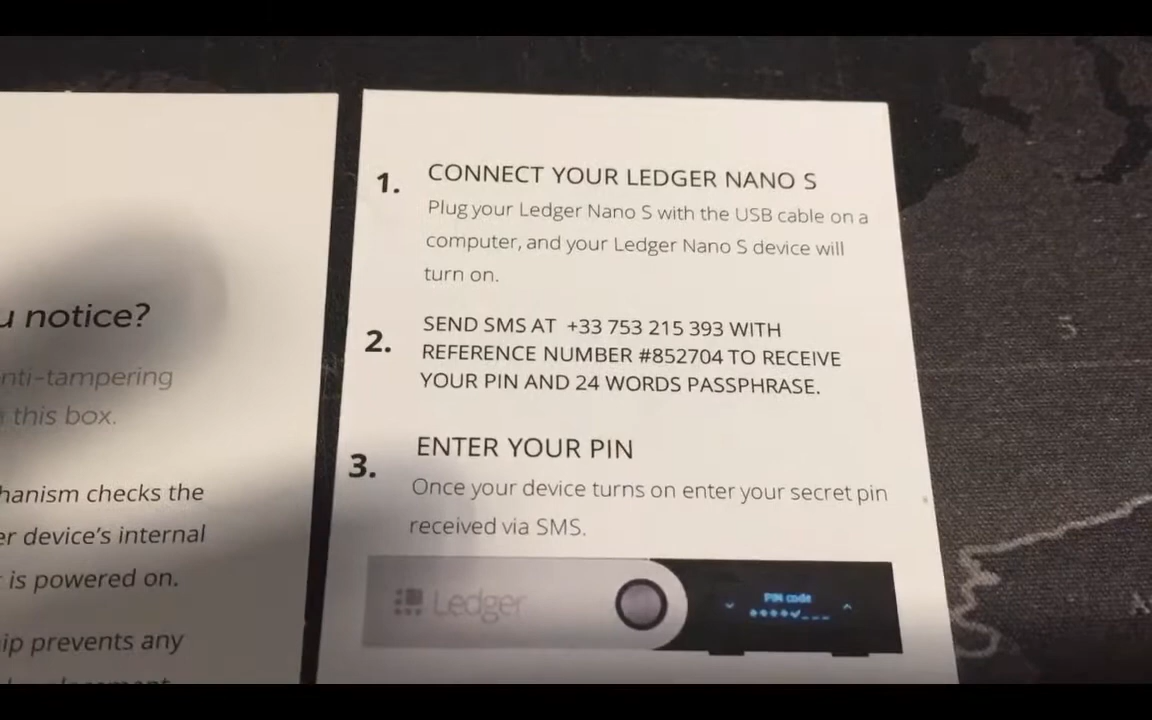 u notice?
nti-tampering
this box.
hanism checks the
er device's internal
is powered on.
ip prevents any
1.
CONNECT YOUR LEDGER NANO S
Plug your Ledger Nano S with the USB cable on a
computer, and your Ledger Nano S device will
turn on.
2.
SEND SMS AT +33 753 215 393 WITH
REFERENCE NUMBER #852704 TO RECEIVE
YOUR PIN AND 24 WORDS PASSPHRASE.
3.
ENTER YOUR PIN
Once your device turns on enter your secret pin
received via SMS.
Ledger
PIN code